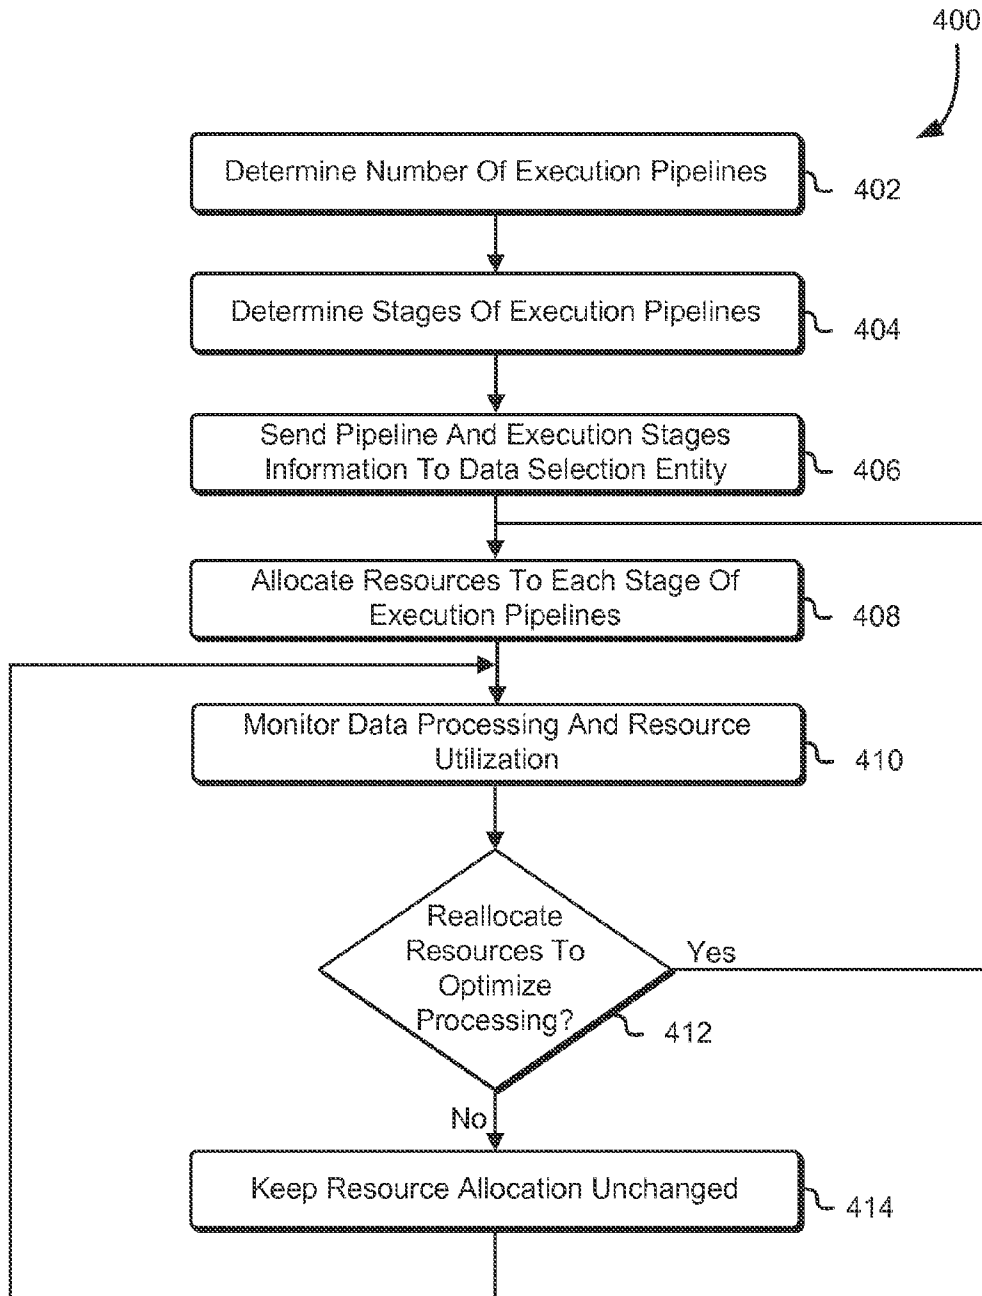 400
Determine Number Of Execution Pipelines
402
Determine Stages Of Execution Pipelines
404
Send Pipeline And Execution Stages
Information To Data Selection Entity
406
Allocate Resources To Each Stage Of
Execution Pipelines
408
Monitor Data Processing And Resource
Utilization
410
Reallocate
Resources To
Optimize
Processing?
Yes
412
No
Keep Resource Allocation Unchanged
414